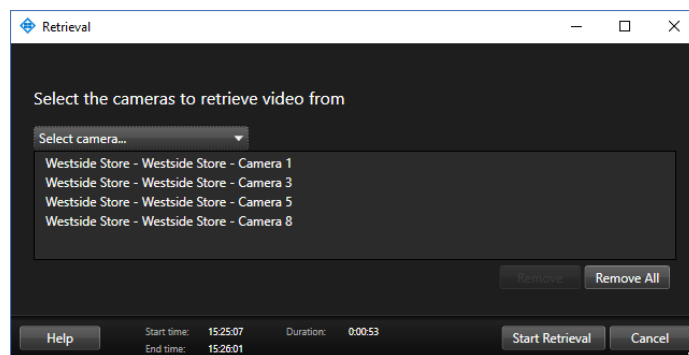 Retrieval
Select the cameras to retrieve video from
Select camera...
Westside Store - Westside Store - Camera 1
Westside Store - Westside Store - Camera 3
Westside Store - Westside Store - Camera 5
Westside Store - Westside Store - Camera 8
Remove Remove All
Help Start time: 15:25:07 Duration: 0:00:53 Start Retrieval Cancel
End time: 15:26:01